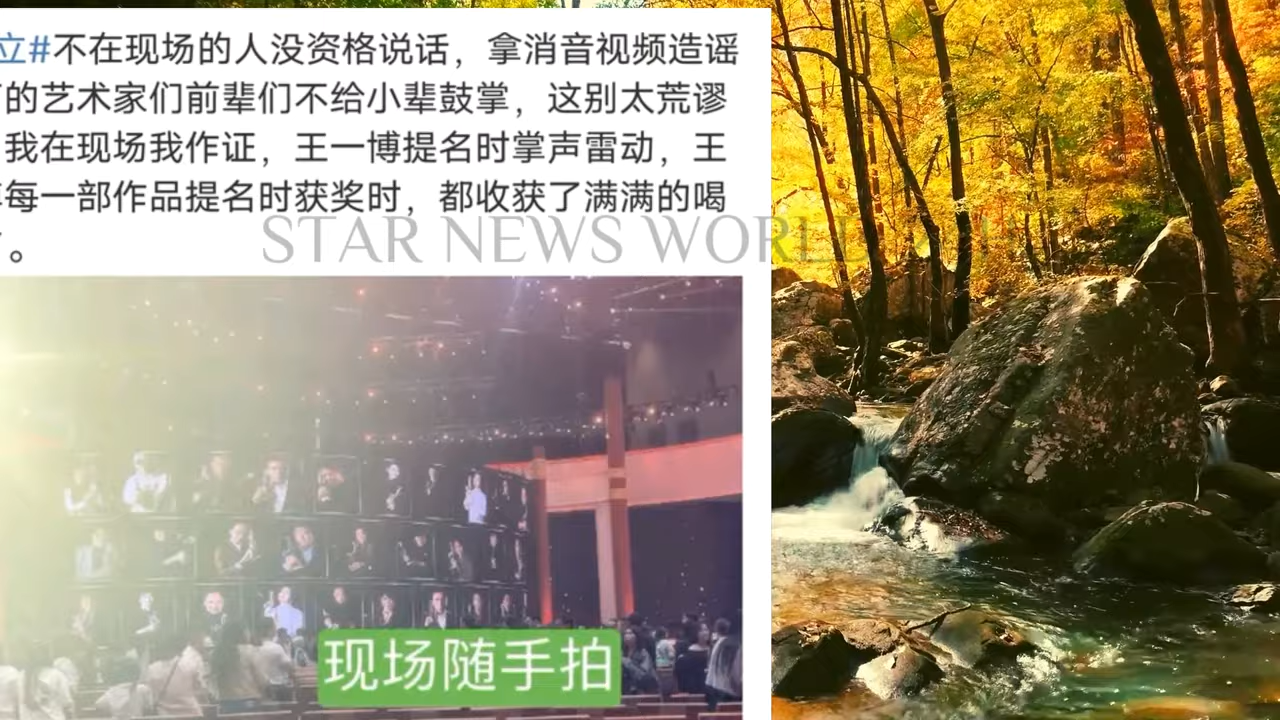 立#不在现场的人没资格说话，拿消音视频造谣
的艺术家们前辈们不给小辈鼓掌，这别太荒谬
我在现场我作证，王一博提名时掌声雷动，王
每一部作品提名时获奖时，都收获了满满的喝
。
STAR NEWS WORLD
现场随手拍